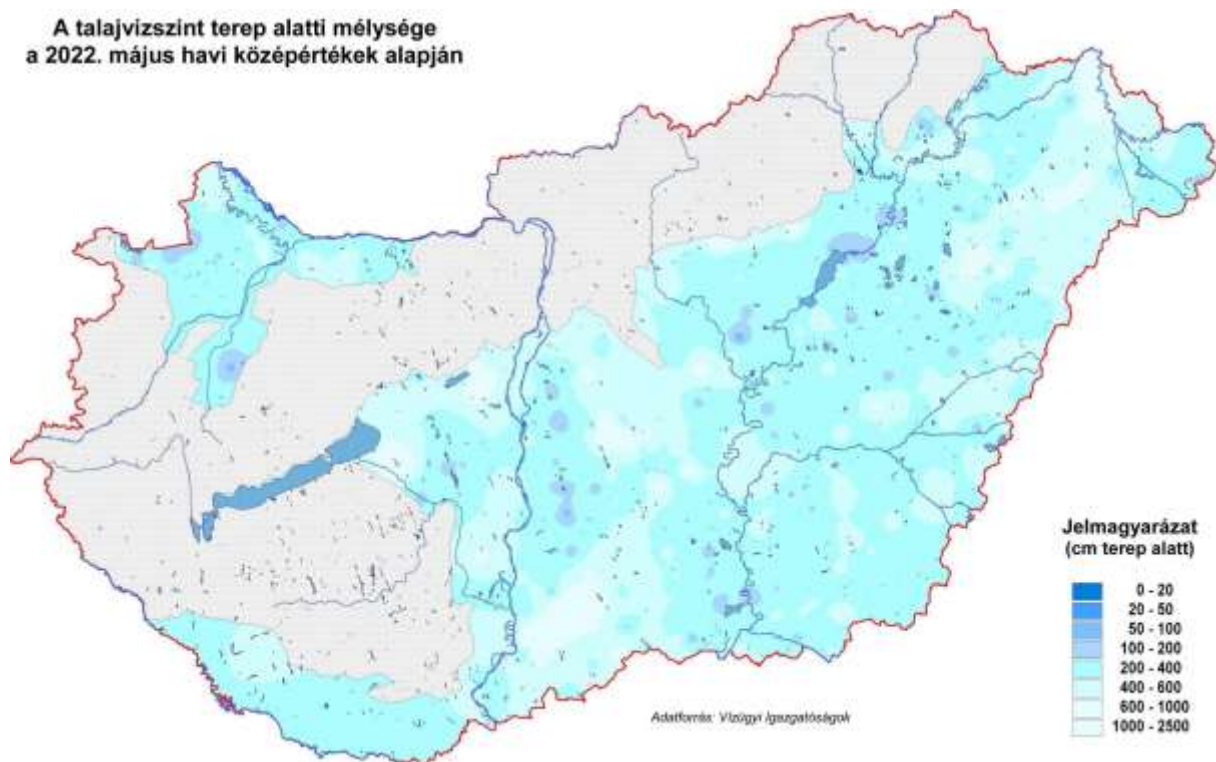 A talajvízszint terep alatti mélysége
a 2022. május havi középértékek alapján
Jelmagyarázat
(cm terep alatt)
0 - 20
20 - 50
50 - 100
100 - 200
200 - 400
400 - 600
600 - 1000
1000 - 2500
Adatforrás: Vízügyi Igazgatóságok